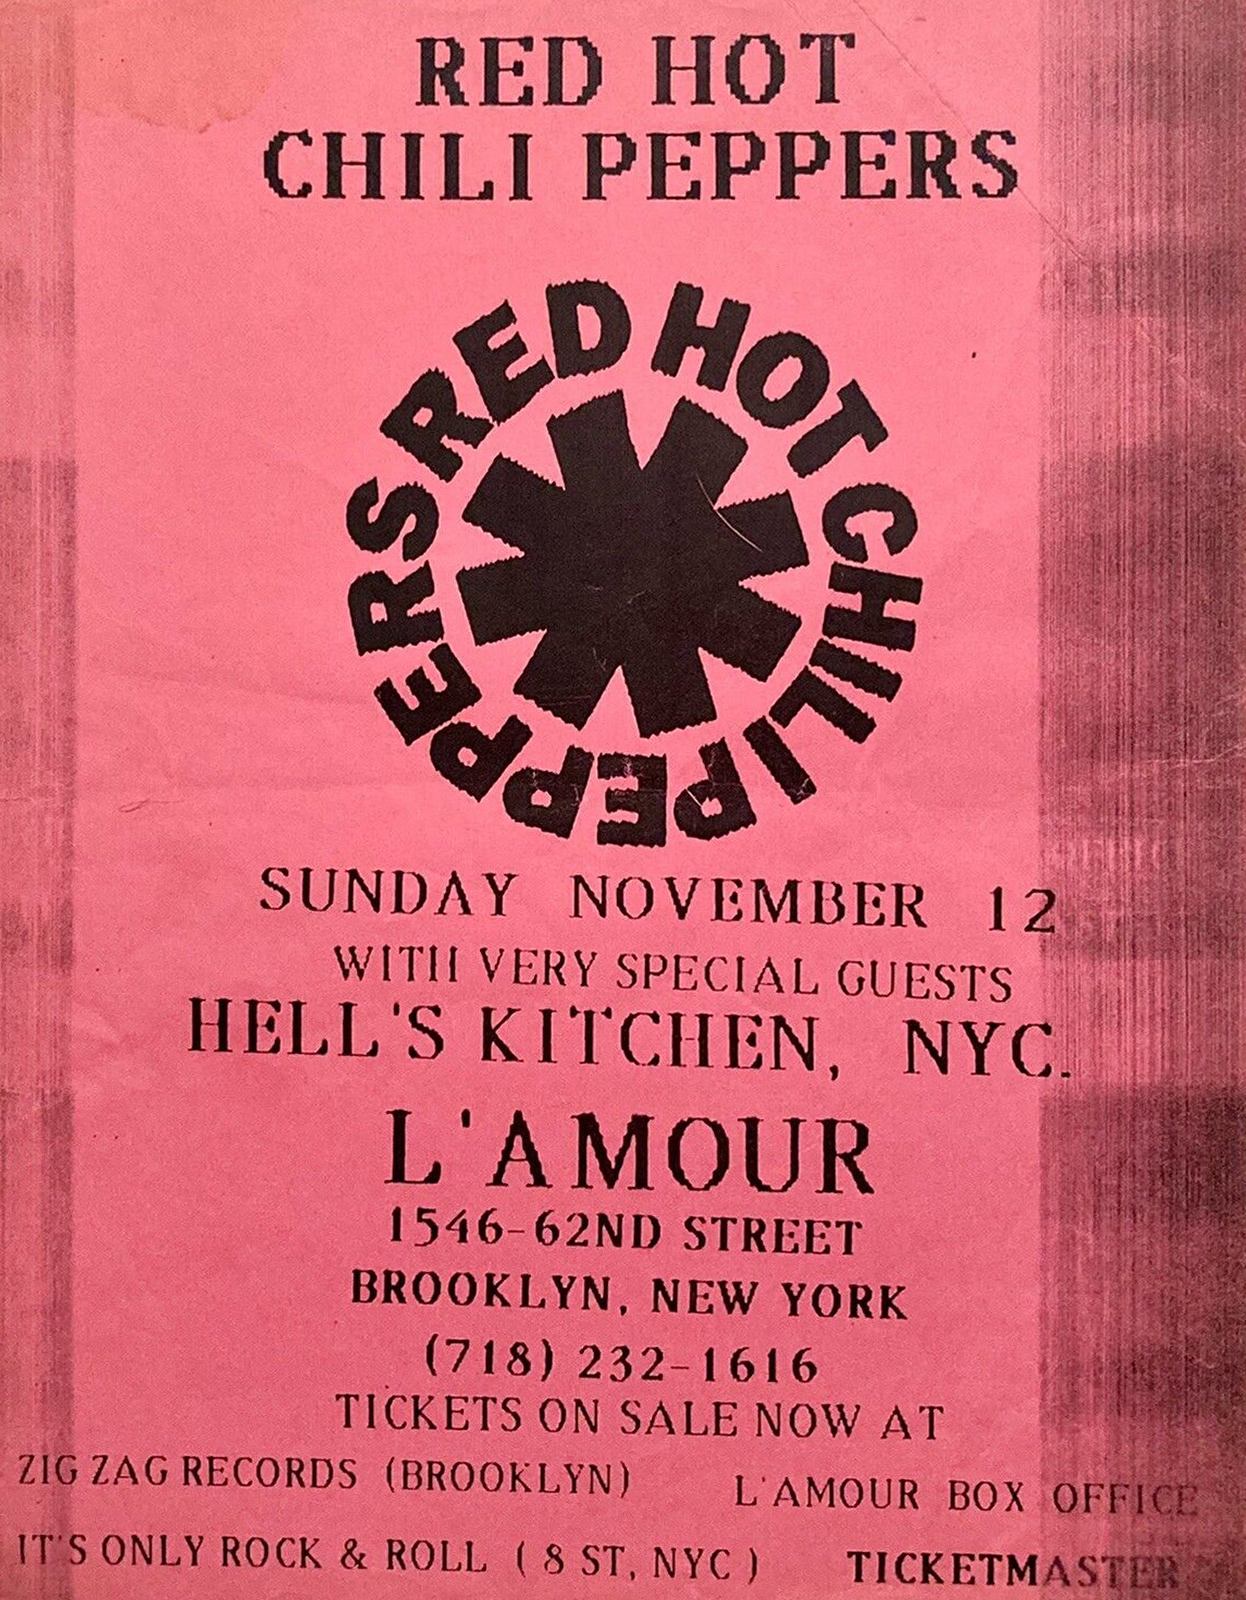 RED HOT
CHILI PEPPERS
RED HOT CHILI PEPPERS
SUNDAY NOVEMBER 12
WITH VERY SPECIAL GUESTS
HELL'S KITCHEN, NYC.
L'AMOUR
1546-62ND STREET
BROOKLYN, NEW YORK
(718) 232-1616
TICKETS ON SALE NOW AT
ZIG ZAG RECORDS (BROOKLYN) L'AMOUR BOX OFFICE
IT'S ONLY ROCK & ROLL ( 8 ST, NYC ) TICKETMASTER